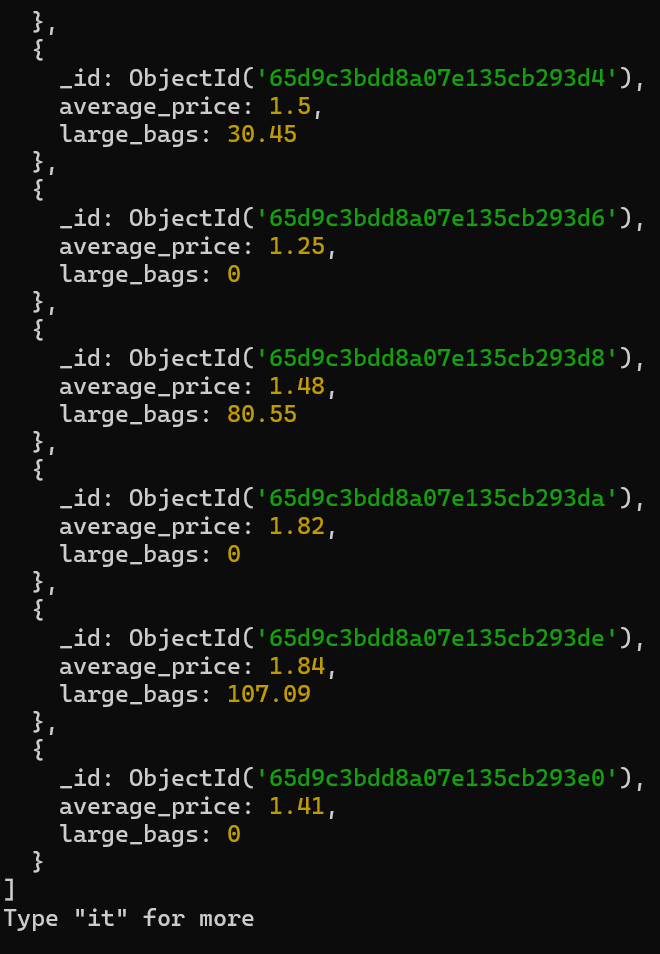 },
  {
    _id: ObjectId('65d9c3bdd8a07e135cb293d4'),
    average_price: 1.5,
    large_bags: 30.45
  },
  {
    _id: ObjectId('65d9c3bdd8a07e135cb293d6'),
    average_price: 1.25,
    large_bags: 0
  },
  {
    _id: ObjectId('65d9c3bdd8a07e135cb293d8'),
    average_price: 1.48,
    large_bags: 80.55
  },
  {
    _id: ObjectId('65d9c3bdd8a07e135cb293da'),
    average_price: 1.82,
    large_bags: 0
  },
  {
    _id: ObjectId('65d9c3bdd8a07e135cb293de'),
    average_price: 1.84,
    large_bags: 107.09
  },
  {
    _id: ObjectId('65d9c3bdd8a07e135cb293e0'),
    average_price: 1.41,
    large_bags: 0
  }
]
Type "it" for more